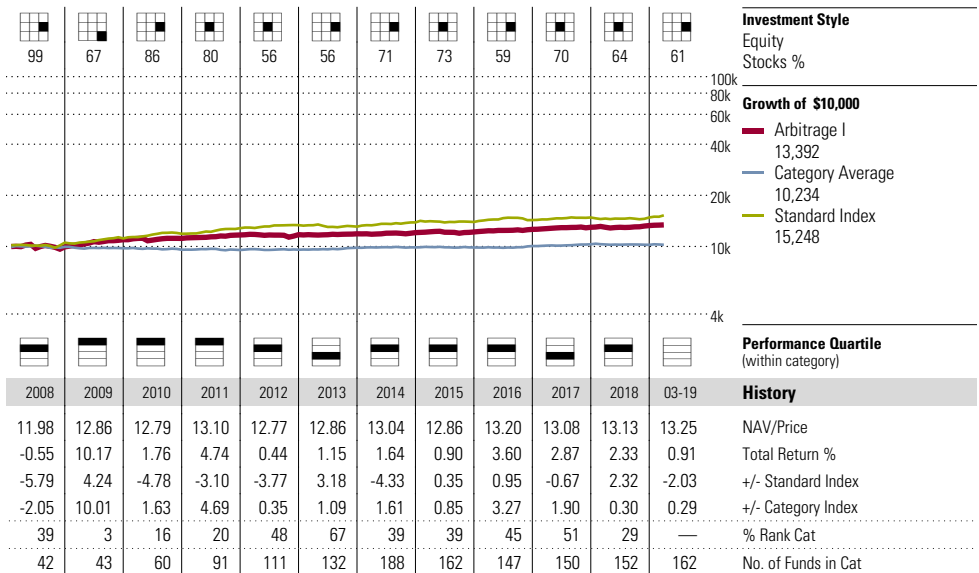 Investment Style
Equity
Stocks %
99 67 86 80 56 56 71 73 59 70 64 61
100k
80k
60k
40k
20k
10k
4k
Growth of $10,000
Arbitrage I
13,392
Category Average
10,234
Standard Index
15,248
Performance Quartile
(within category)
2008 2009 2010 2011 2012 2013 2014 2015 2016 2017 2018 03-19 History
11.98 12.86 12.79 13.10 12.77 12.86 13.04 12.86 13.20 13.08 13.13 13.25 NAV/Price
-0.55 10.17 1.76 4.74 0.44 1.15 1.64 0.90 3.60 2.87 2.33 0.91 Total Return %
-5.79 4.24 -4.78 -3.10 -3.77 3.18 -4.33 0.35 0.95 -0.67 2.32 -2.03 +/- Standard Index
-2.05 10.01 1.63 4.69 0.35 1.09 1.61 0.85 3.27 1.90 0.30 0.29 +/- Category Index
39 3 16 20 48 67 39 39 45 51 29 — % Rank Cat
42 43 60 91 111 132 188 162 147 150 152 162 No. of Funds in Cat